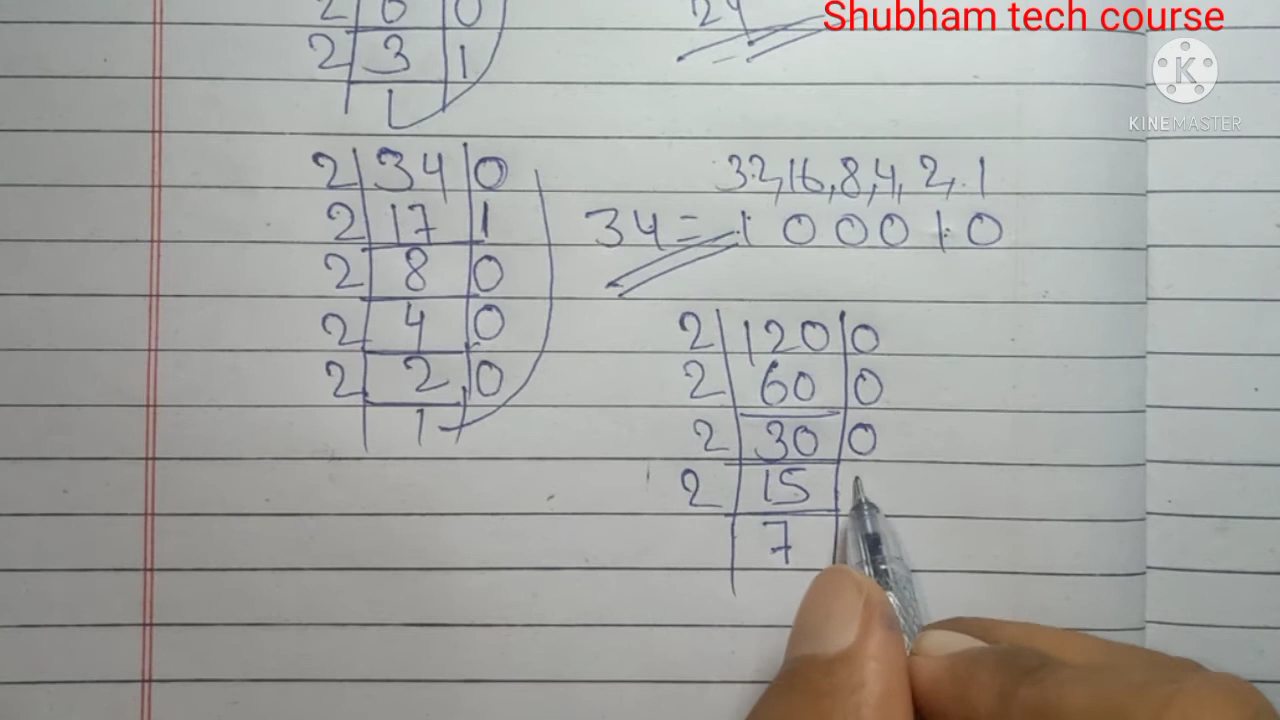 2 6 0
24
Shubham tech course
2 3 1
1
K
KINEMASTER
2 34 0
2 17 1
2 8 0
2 4 0
2 2 0
1
32,16,8,4,2,1
34 = 1 0 0 0 1 0
2 120 0
2 60 0
2 30 0
2 15
7